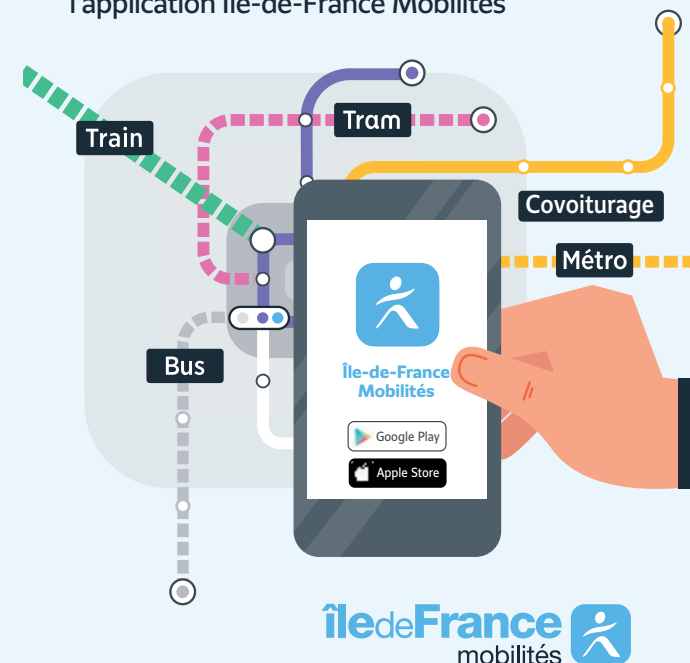 l'application Île-de-France Mobilités
Tram
Train
Covoiturage
Métro
Bus
Île-de-France
Mobilités
Google Play
Apple Store
îledeFrance
mobilités